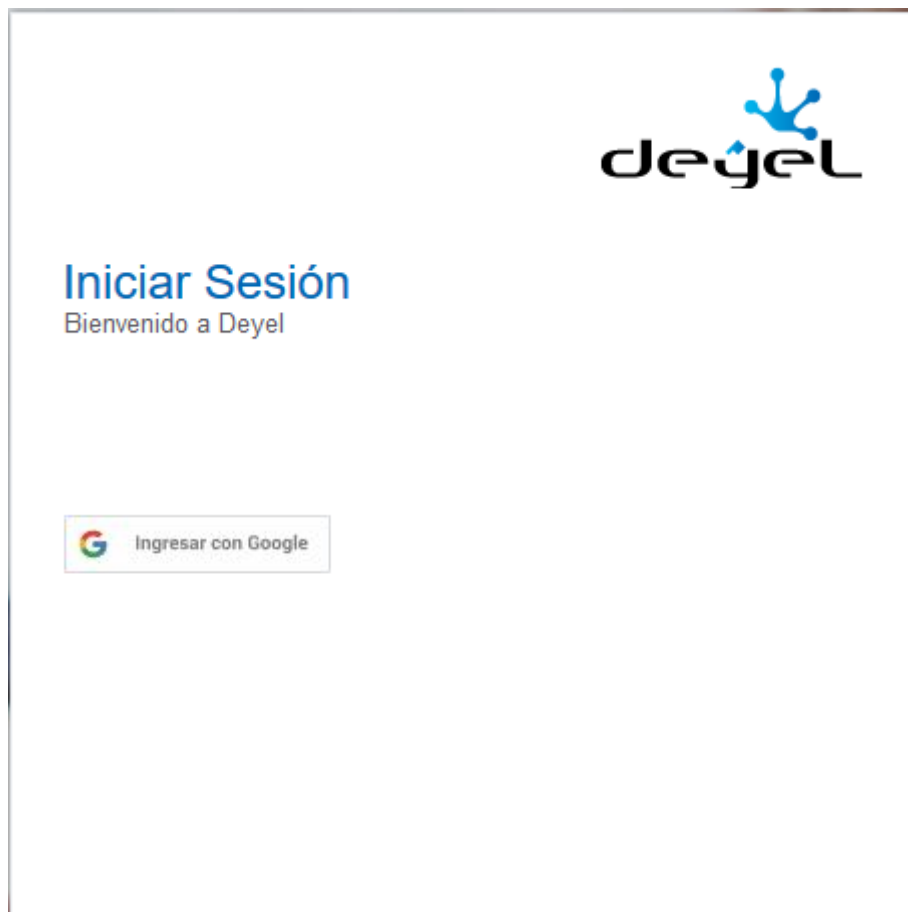 deyel
Iniciar Sesión
Bienvenido a Deyel
Ingresar con Google